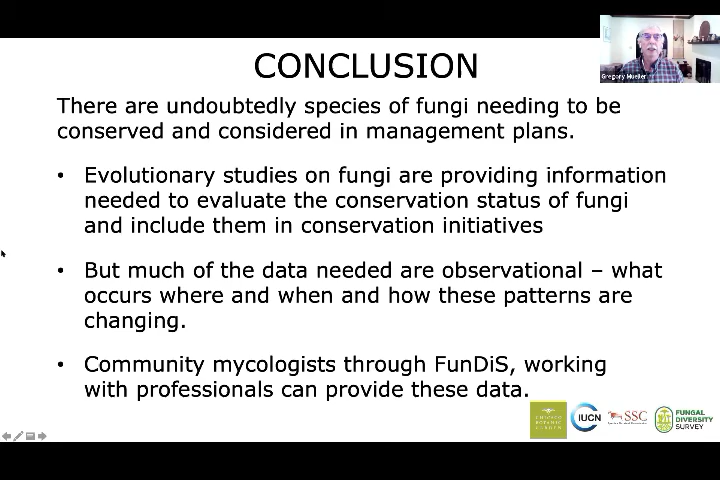 CONCLUSION
Gregory Mueller
There are undoubtedly species of fungi needing to be
conserved and considered in management plans.
• Evolutionary studies on fungi are providing information
needed to evaluate the conservation status of fungi
and include them in conservation initiatives
• But much of the data needed are observational – what
occurs where and when and how these patterns are
changing.
• Community mycologists through FunDiS, working
with professionals can provide these data.
CHICAGO
BOTANIC
GARDEN
IUCN
SSC
FUNGAL
DIVERSITY
SURVEY